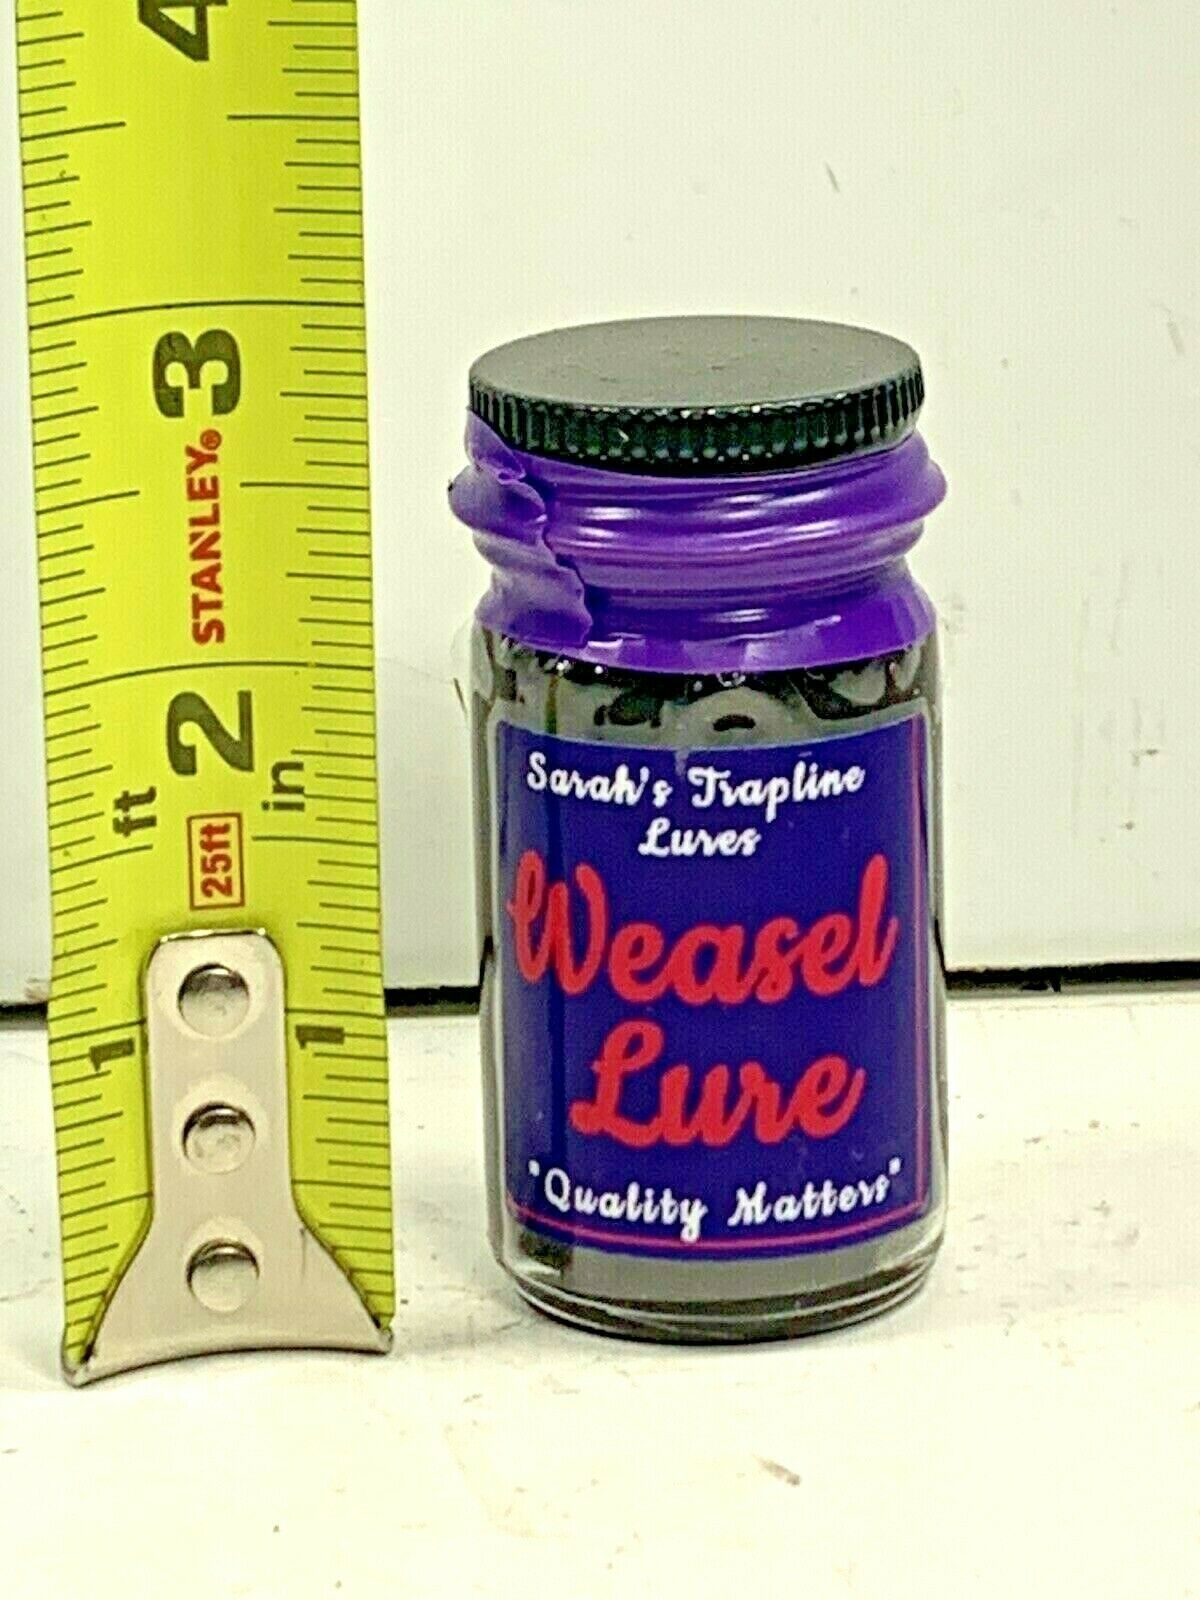 4
3
STANLEY®
2
ft
in
25ft
1
1
Sarah's Trapline
Lures
Weasel
Lure
"Quality Matters"